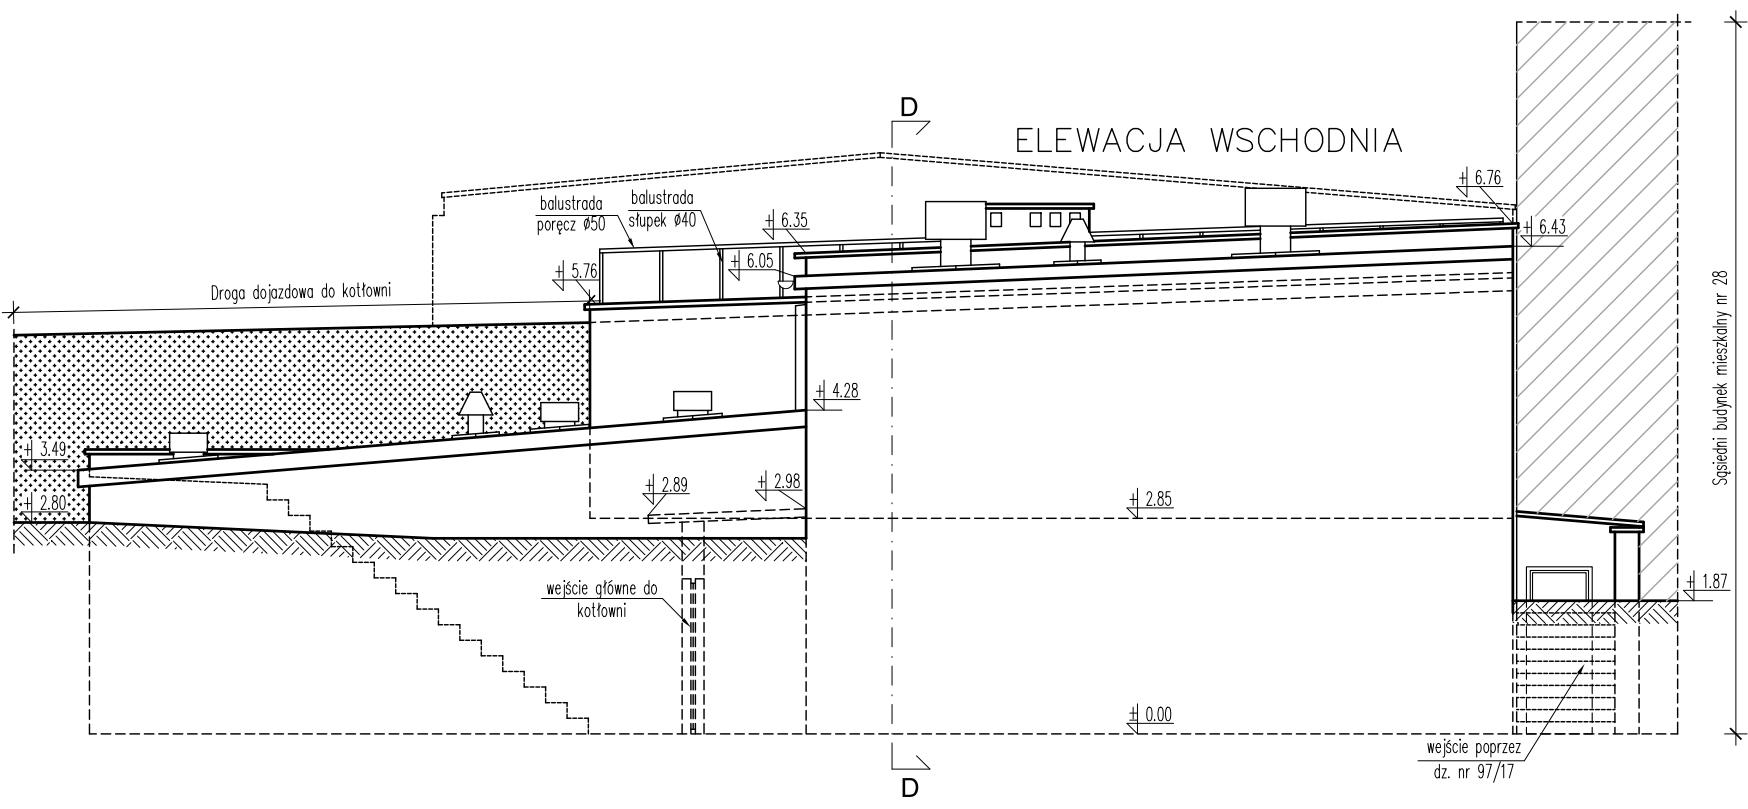 D
ELEWACJA WSCHODNIA
+ 6.76
balustrada
poręcz ø50
balustrada
słupek ø40
+ 6.35
+ 6.43
+ 6.05
+ 5.76
Droga dojazdowa do kotłowni
Sąsiedni budynek mieszkalny nr 28
+ 4.28
+ 3.49
+ 2.80
+ 2.89
+ 2.98
+ 2.85
wejście główne do
kotłowni
+ 1.87
± 0.00
wejście poprzez
dz. nr 97/17
D